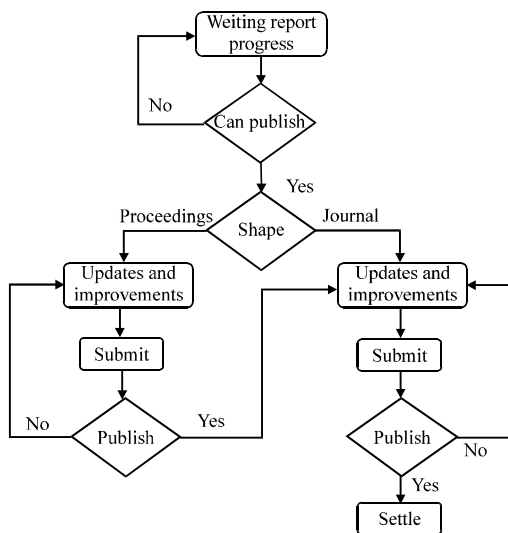 Weiting report
progress
No
Can publish
Yes
Proceedings
Shape
Journal
Updates and
improvements
Updates and
improvements
Submit
Submit
No
Publish
Yes
Publish
No
Yes
Settle